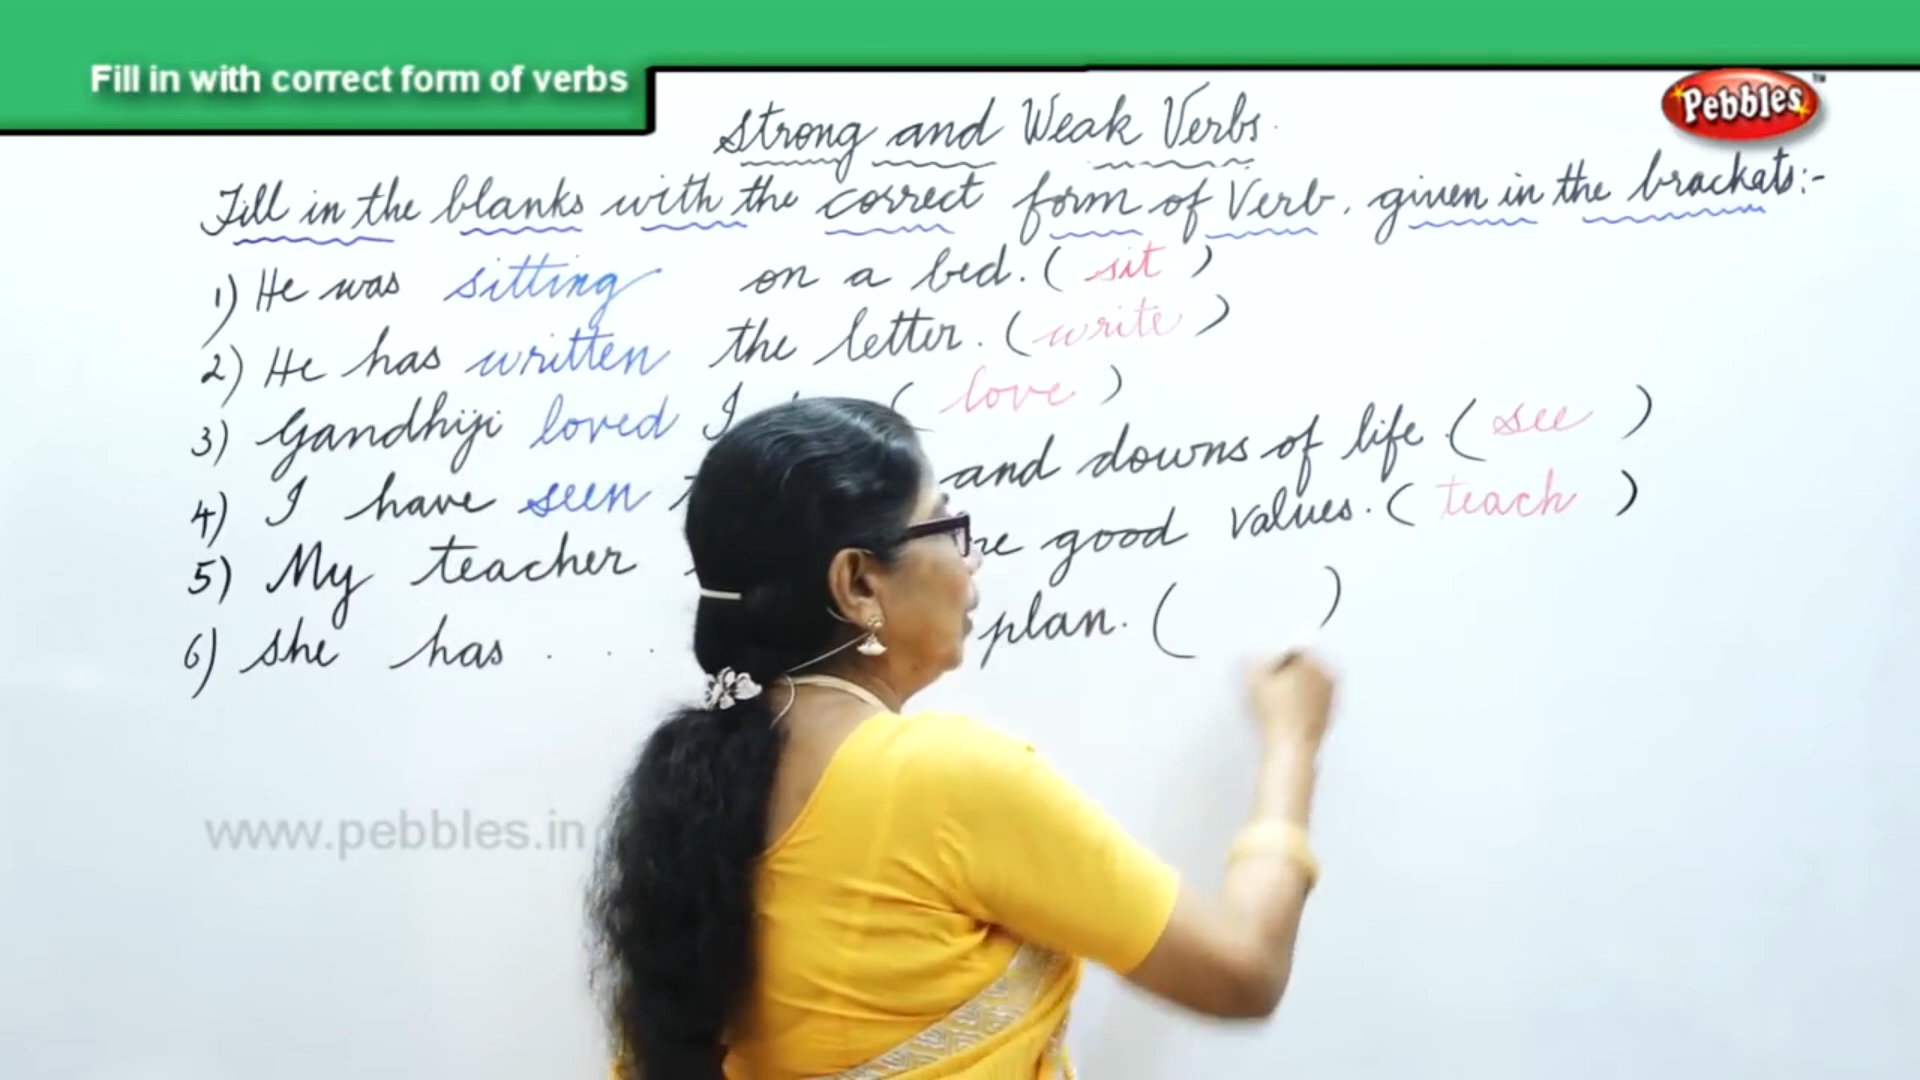 Fill in with correct form of verbs
Pebbles™
Strong and Weak Verbs.
Fill in the blanks with the correct form of Verb, given in the brackats:-
1) He was sitting on a bed. ( sit )
2) He has written the letter. ( write )
3) Gandhiji loved ( love )
4) I have seen and downs of life. ( see )
5) My teacher good values. ( teach )
6) She has . . . plan. ( )
www.pebbles.in